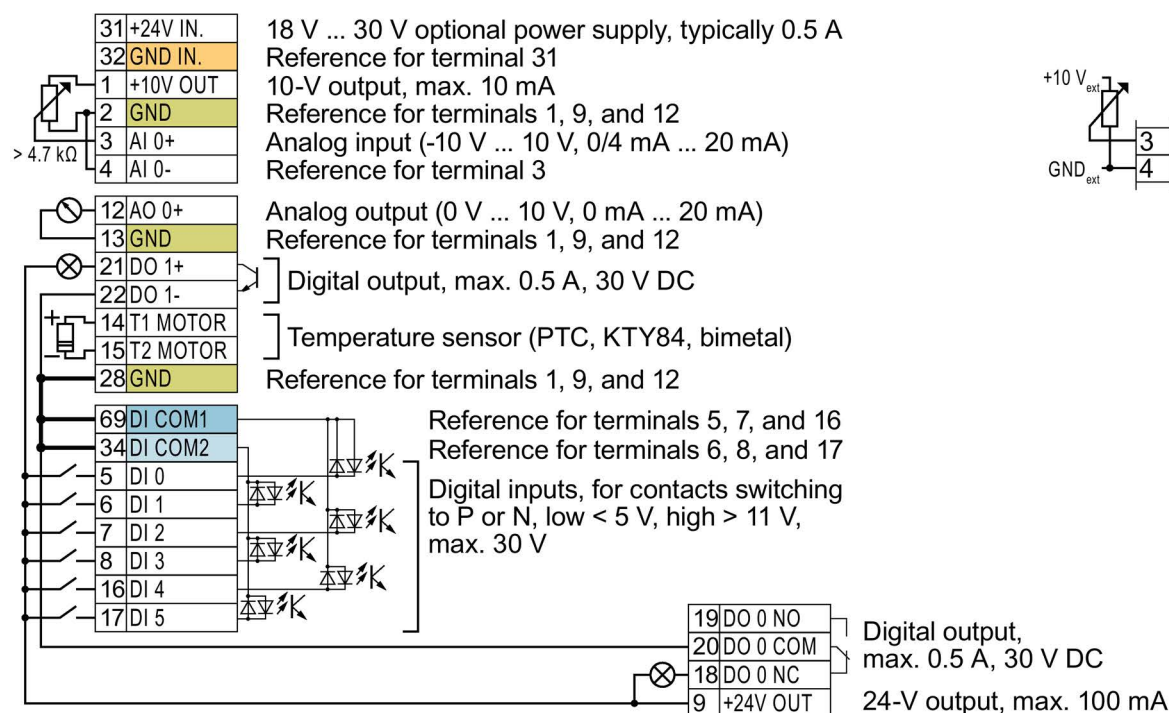 31 +24V IN. 18 V ... 30 V optional power supply, typically 0.5 A
32 GND IN. Reference for terminal 31
1 +10V OUT 10-V output, max. 10 mA
2 GND Reference for terminals 1, 9, and 12
3 AI 0+ Analog input (-10 V ... 10 V, 0/4 mA ... 20 mA)
> 4.7 kΩ
4 AI 0- Reference for terminal 3
+10 Vext
3
GNDext 4
12 AO 0+ Analog output (0 V ... 10 V, 0 mA ... 20 mA)
13 GND Reference for terminals 1, 9, and 12
21 DO 1+
Digital output, max. 0.5 A, 30 V DC
22 DO 1-
+ 14 T1 MOTOR
Temperature sensor (PTC, KTY84, bimetal)
− 15 T2 MOTOR
28 GND Reference for terminals 1, 9, and 12
69 DI COM1 Reference for terminals 5, 7, and 16
34 DI COM2 Reference for terminals 6, 8, and 17
5 DI 0
6 DI 1
7 DI 2
8 DI 3
16 DI 4
17 DI 5
Digital inputs, for contacts switching
to P or N, low < 5 V, high > 11 V,
max. 30 V
19 DO 0 NO
20 DO 0 COM
18 DO 0 NC
Digital output,
max. 0.5 A, 30 V DC
9 +24V OUT 24-V output, max. 100 mA